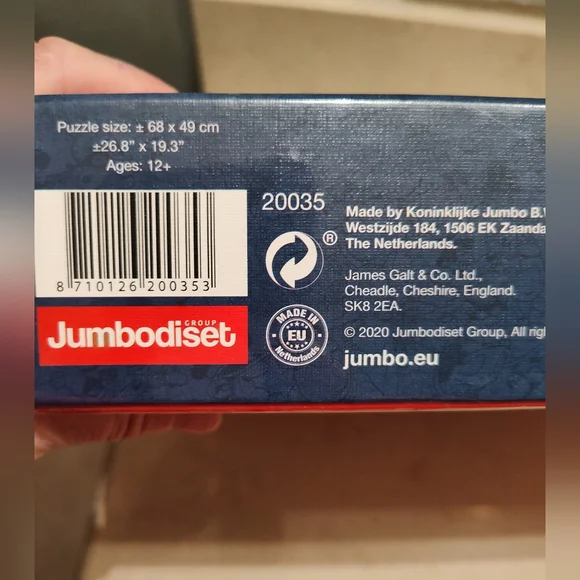 Puzzle size: ± 68 x 49 cm
±26.8" x 19.3"
Ages: 12+
8 710126 200353
GROUP
Jumbodiset
20035
®
MADE IN
EU
Netherlands
Made by Koninklijke Jumbo B.V
Westzijde 184, 1506 EK Zaanda
The Netherlands.
James Galt & Co. Ltd.,
Cheadle, Cheshire, England.
SK8 2EA.
© 2020 Jumbodiset Group, All rig
jumbo.eu